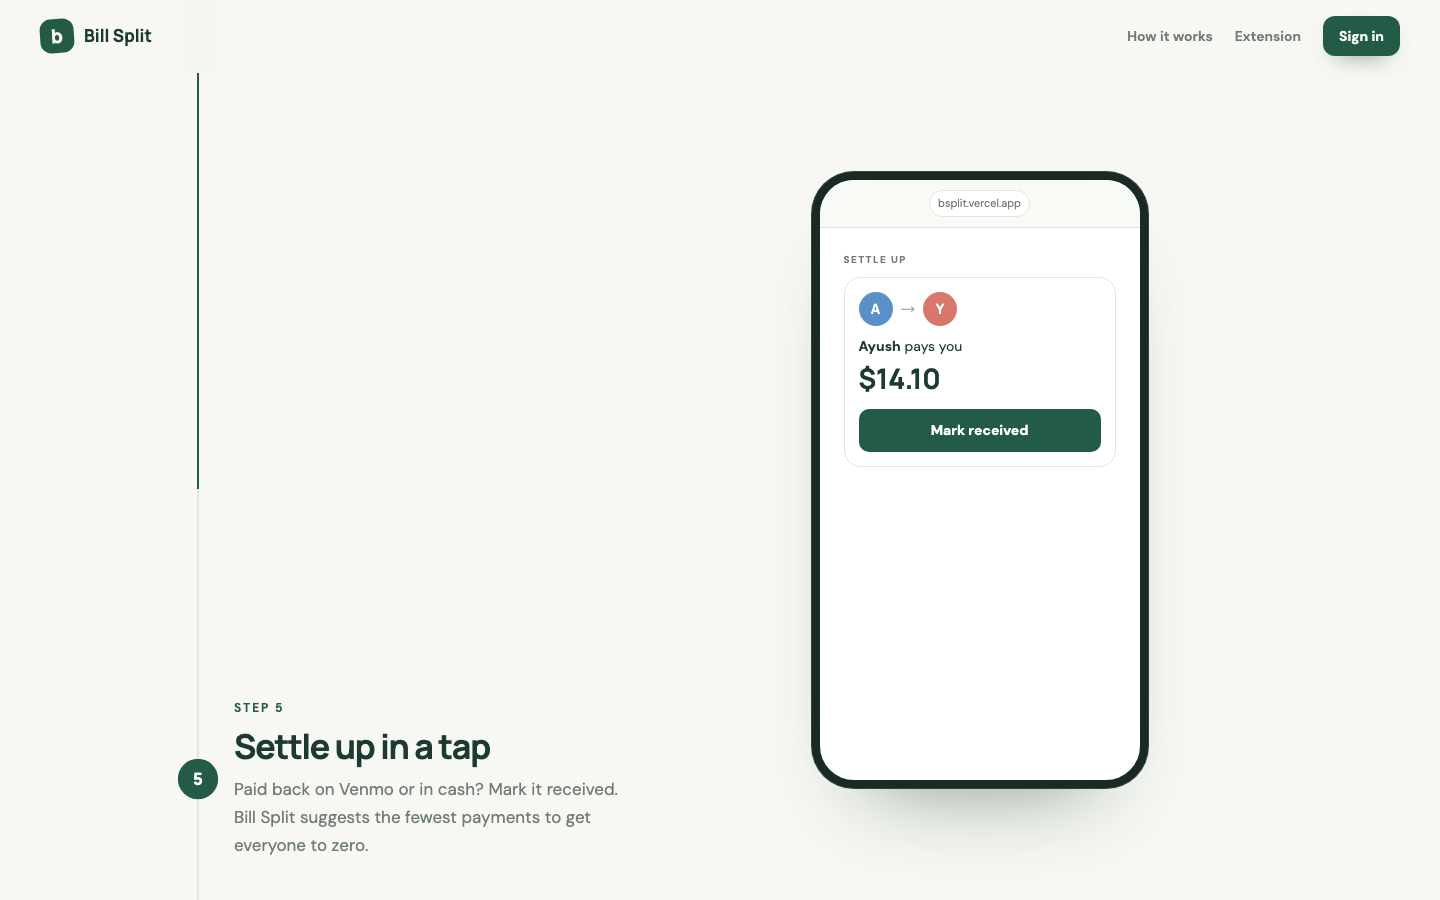 b Bill Split
How it works Extension Sign in
bsplit.vercel.app
SETTLE UP
A → Y
Ayush pays you
$14.10
Mark received
STEP 5
Settle up in a tap
5
Paid back on Venmo or in cash? Mark it received.
Bill Split suggests the fewest payments to get
everyone to zero.